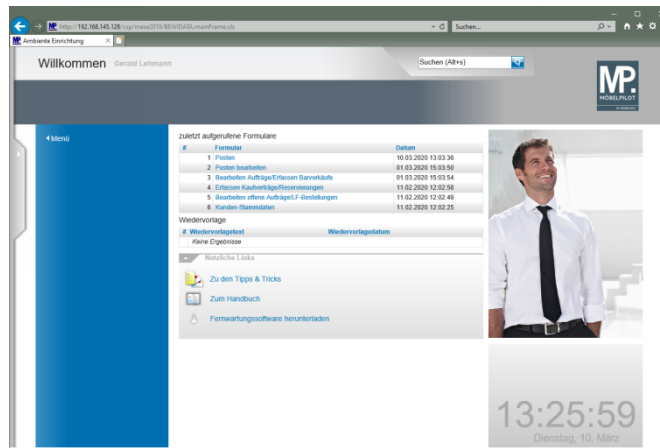 http://192.168.145.128/csp/mese2019/BEWIDATA.mainFrame.cls
Suchen...
Ambiente Einrichtung
Willkommen Gerald Lehmann
Suchen (Alt+s)
MP.
MÖBELPILOT
Menü
zuletzt aufgerufene Formulare
# Formular Datum
1 Posten 10.03.2020 13:03:36
2 Posten bearbeiten 01.03.2020 15:03:50
3 Bearbeiten Aufträge/Erfassen Barverkäufe 01.03.2020 15:03:54
4 Erfassen Kaufverträge/Reservierungen 11.02.2020 12:02:58
5 Bearbeiten offene Aufträge/LF-Bestellungen 11.02.2020 12:02:49
6 Kunden-Stammdaten 11.02.2020 12:02:25
Wiedervorlage
# Wiedervorlagetext Wiedervorlagedatum
Keine Ergebnisse
Nützliche Links
Zu den Tipps & Tricks
Zum Handbuch
Fernwartungssoftware herunterladen
13:25:59
Dienstag, 10. März